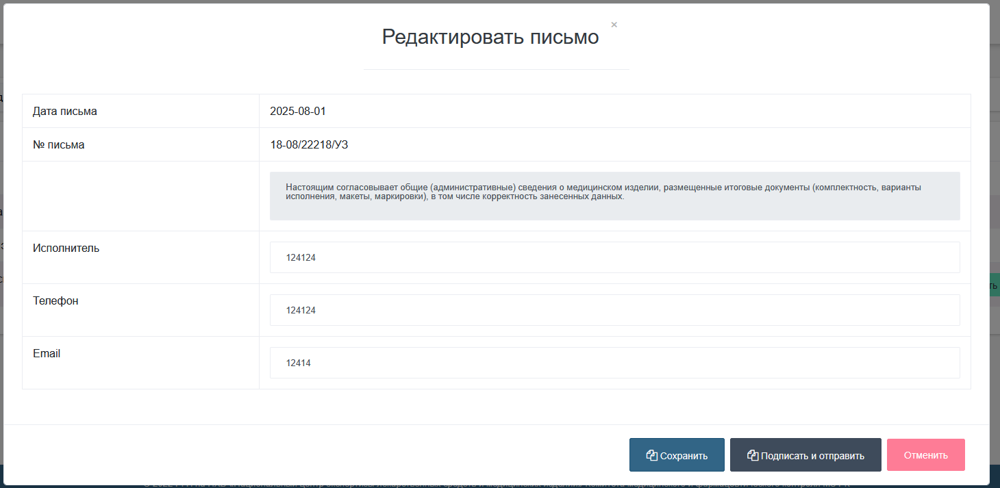 Редактировать письмо
×
Дата письма 2025-08-01
№ письма 18-08/22218/УЗ
Настоящим согласовывает общие (административные) сведения о медицинском изделии, размещенные итоговые документы (комплектность, варианты
исполнения, макеты, маркировки), в том числе корректность занесенных данных.
Исполнитель 124124
Телефон 124124
Email 12414
Сохранить Подписать и отправить Отменить